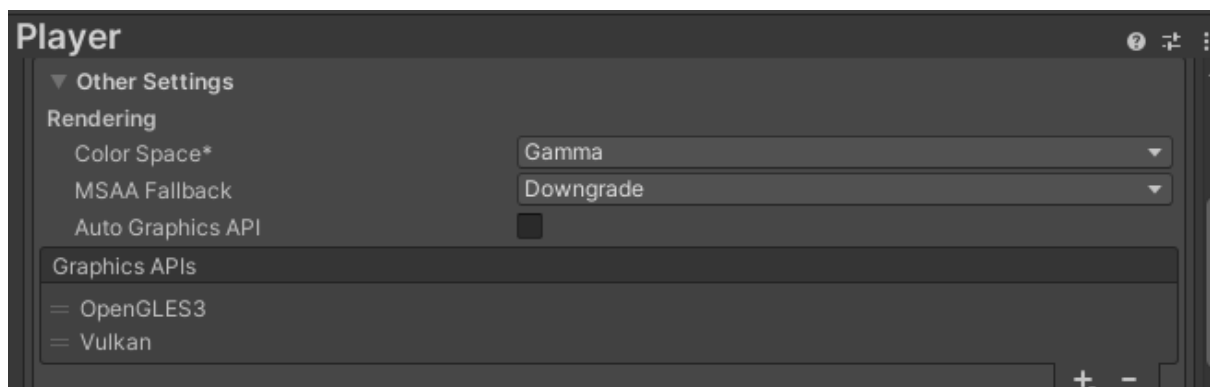 Player
Other Settings
Rendering
Color Space* Gamma
MSAA Fallback Downgrade
Auto Graphics API
Graphics APIs
OpenGLES3
Vulkan
+ −